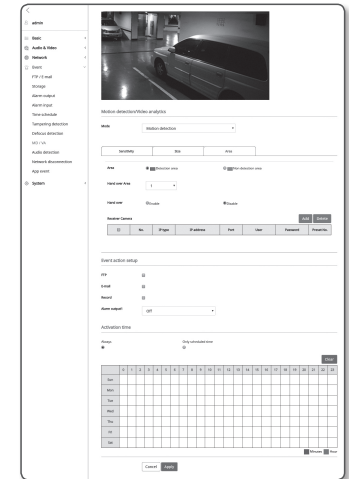 admin
Basic
Audio & Video
Network
Event
FTP / E-mail
Storage
Alarm output
Alarm input
Time schedule
Tampering detection
Defocus detection
MD / VA
Audio detection
Network disconnection
App event
System
Motion detection/Video analytics
Mode
Motion detection
Sensitivity Size Area
Area Detection area Non detection area
Hand over Area 1
Hand over Enable Disable
Receiver Camera Add Delete
No. IP type IP address Port User Password Preset No.
Event action setup
FTP
E-mail
Record
Alarm output1 Off
Activation time
Always Only scheduled time
Clear
0 1 2 3 4 5 6 7 8 9 10 11 12 13 14 15 16 17 18 19 20 21 22 23
Sun
Mon
Tue
Wed
Thu
Fri
Sat
Minutes Hour
Cancel Apply